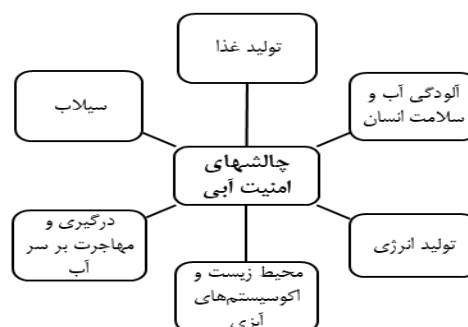 تولید غذا
آلودگی آب و
سلامت انسان
سیلاب
چالشهای
امنیت آبی
درگیری و
مهاجرت بر سر
آب
تولید انرژی
محیط زیست و
اکوسیستم‌های
آبزی